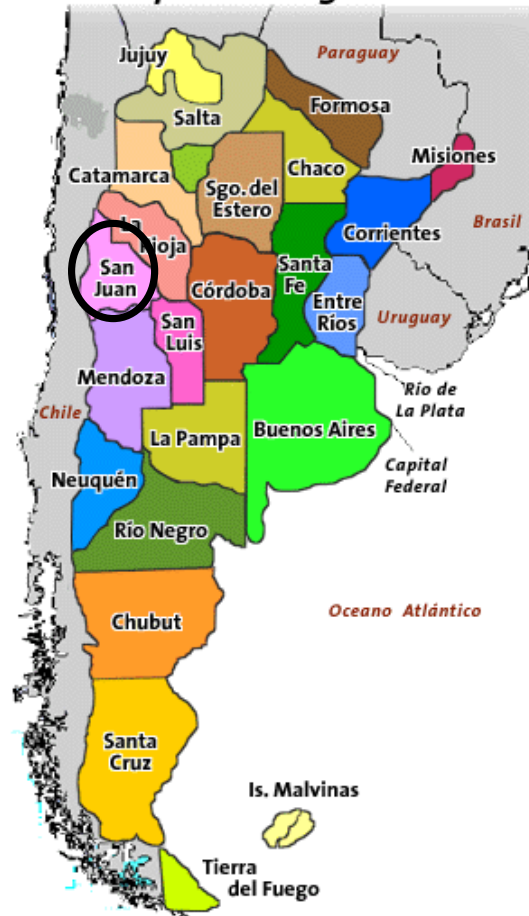 Jujuy
Paraguay
Formosa
Salta
Misiones
Chaco
Catamarca
Sgo. del
Estero
Brasil
Corrientes
La
Rioja
San
Juan
Santa
Fe
Córdoba
Entre
Ríos
Uruguay
San
Luis
Mendoza
Río de
La Plata
Chile
La Pampa
Buenos Aires
Capital
Federal
Neuquén
Río Negro
Oceano Atlántico
Chubut
Santa
Cruz
Is. Malvinas
Tierra
del Fuego